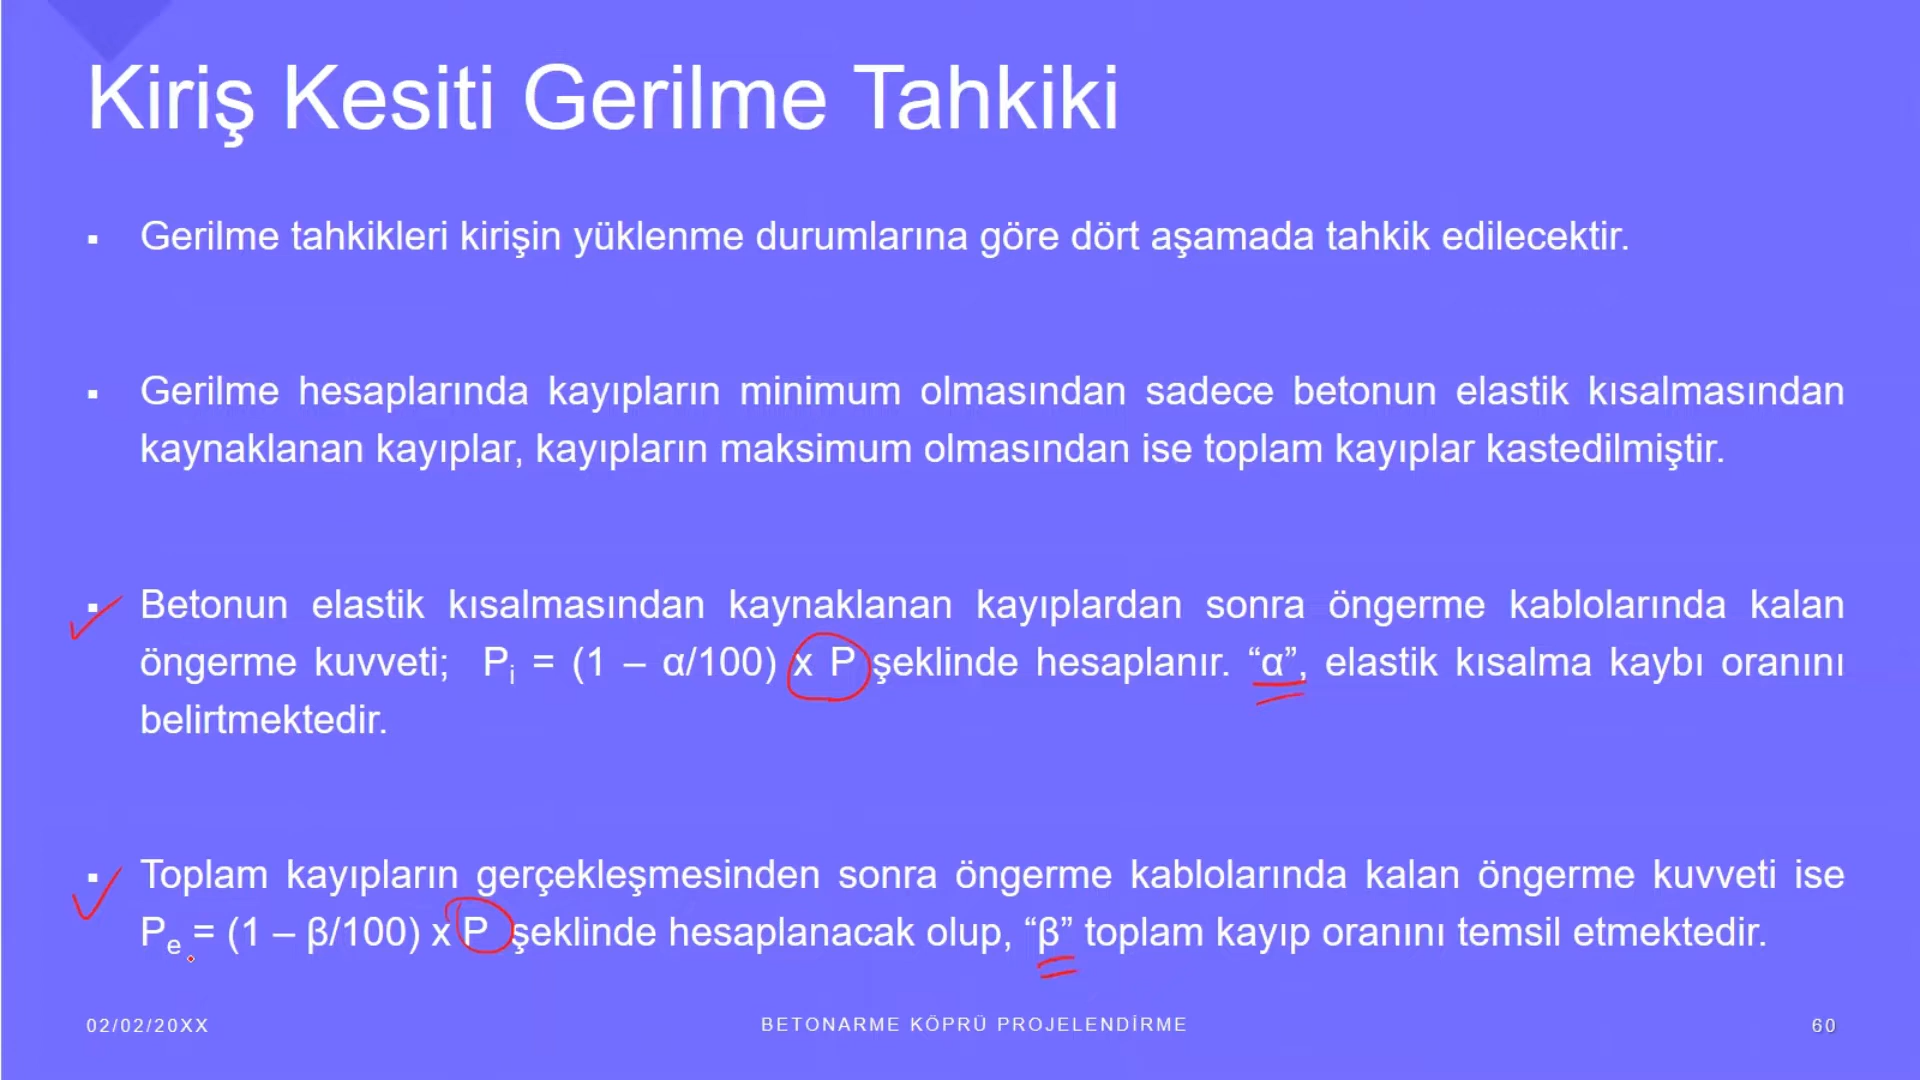 Kiriş Kesiti Gerilme Tahkiki
▪ Gerilme tahkikleri kirişin yüklenme durumlarına göre dört aşamada tahkik edilecektir.
▪ Gerilme hesaplarında kayıpların minimum olmasından sadece betonun elastik kısalmasından
kaynaklanan kayıplar, kayıpların maksimum olmasından ise toplam kayıplar kastedilmiştir.
▪ Betonun elastik kısalmasından kaynaklanan kayıplardan sonra öngerme kablolarında kalan
öngerme kuvveti; Pi = (1 – α/100) x P şeklinde hesaplanır. “α”, elastik kısalma kaybı oranını
belirtmektedir.
▪ Toplam kayıpların gerçekleşmesinden sonra öngerme kablolarında kalan öngerme kuvveti ise
Pe = (1 – β/100) x P şeklinde hesaplanacak olup, “β” toplam kayıp oranını temsil etmektedir.
02/02/20XX
BETONARME KÖPRÜ PROJELENDİRME
60